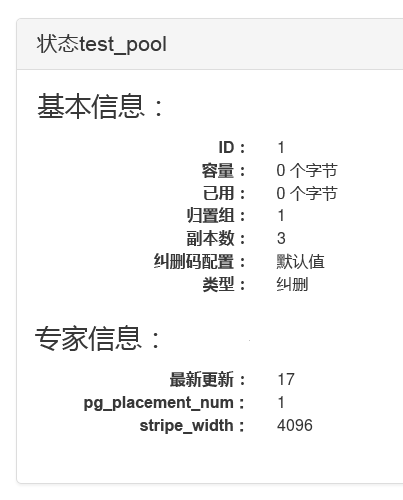 状态test_pool
基本信息：
ID： 1
容量： 0 个字节
已用： 0 个字节
归置组： 1
副本数： 3
纠删码配置： 默认值
类型： 纠删
专家信息：
最新更新： 17
pg_placement_num： 1
stripe_width： 4096